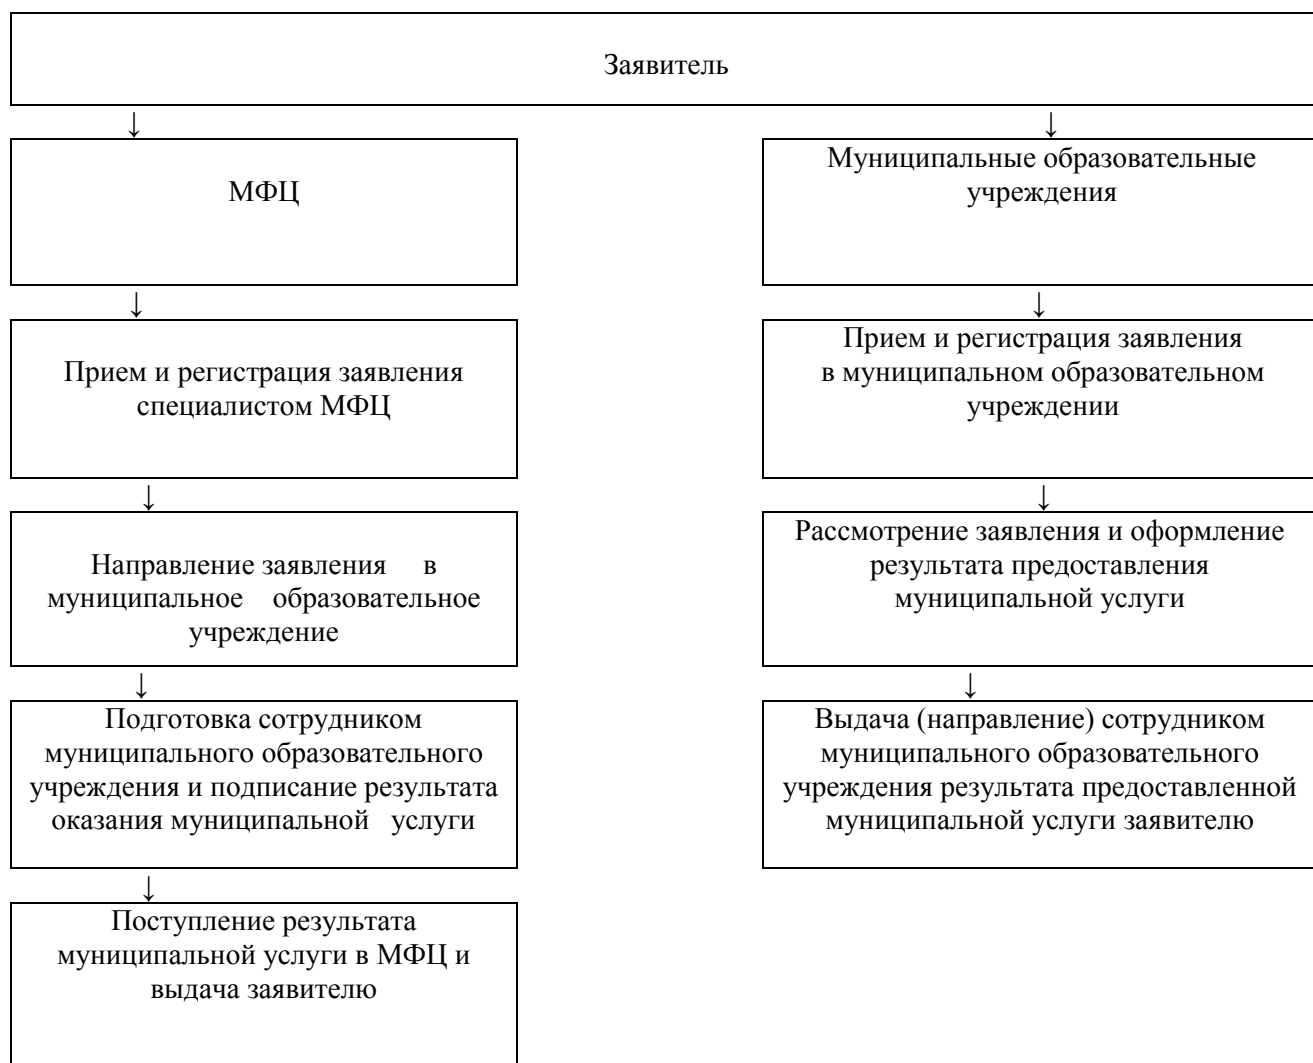 Заявитель
↓
↓
МФЦ
Муниципальные образовательные
учреждения
↓
↓
Прием и регистрация заявления
специалистом МФЦ
Прием и регистрация заявления
в муниципальном образовательном
учреждении
↓
↓
Направление заявления в
муниципальное образовательное
учреждение
Рассмотрение заявления и оформление
результата предоставления
муниципальной услуги
↓
↓
Подготовка сотрудником
муниципального образовательного
учреждения и подписание результата
оказания муниципальной услуги
Выдача (направление) сотрудником
муниципального образовательного
учреждения результата предоставленной
муниципальной услуги заявителю
↓
Поступление результата
муниципальной услуги в МФЦ и
выдача заявителю